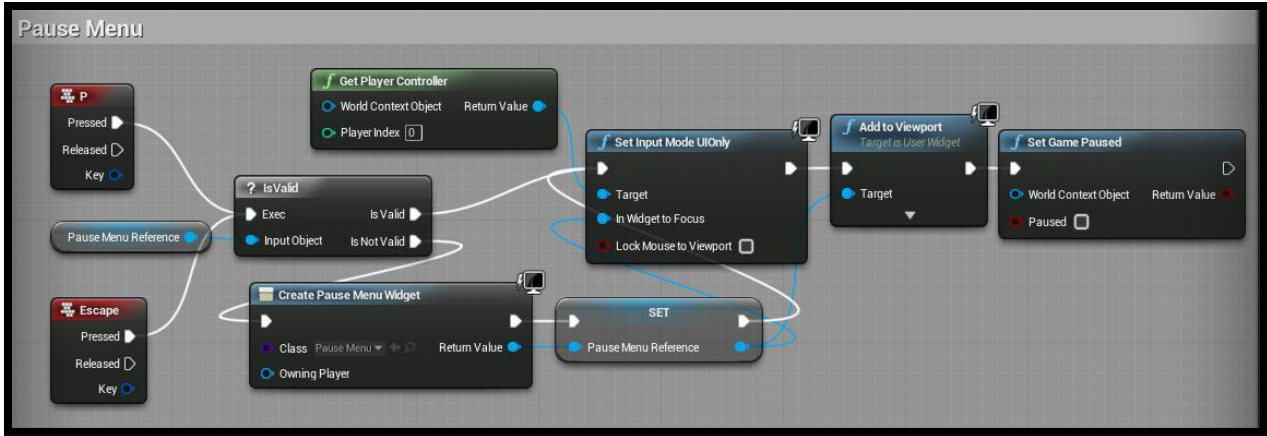 Pause Menu
P
Pressed
Released
Key
Pause Menu Reference
Escape
Pressed
Released
Key
? IsValid
Exec Is Valid
Input Object Is Not Valid
f Get Player Controller
World Context Object Return Value
Player Index 0
Create Pause Menu Widget
Class Pause Menu Return Value
Owning Player
SET
Pause Menu Reference
f Set Input Mode UIOnly
Target
In Widget to Focus
Lock Mouse to Viewport
f Add to Viewport
Target is User Widget
Target
f Set Game Paused
World Context Object Return Value
Paused